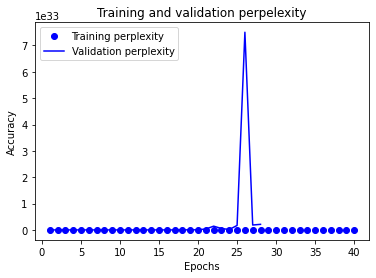 Training and validation perpelexity
1e33
Training perplexity
Validation perplexity
7
6
5
4
3
2
1
0
Accuracy
0 5 10 15 20 25 30 35 40
Epochs